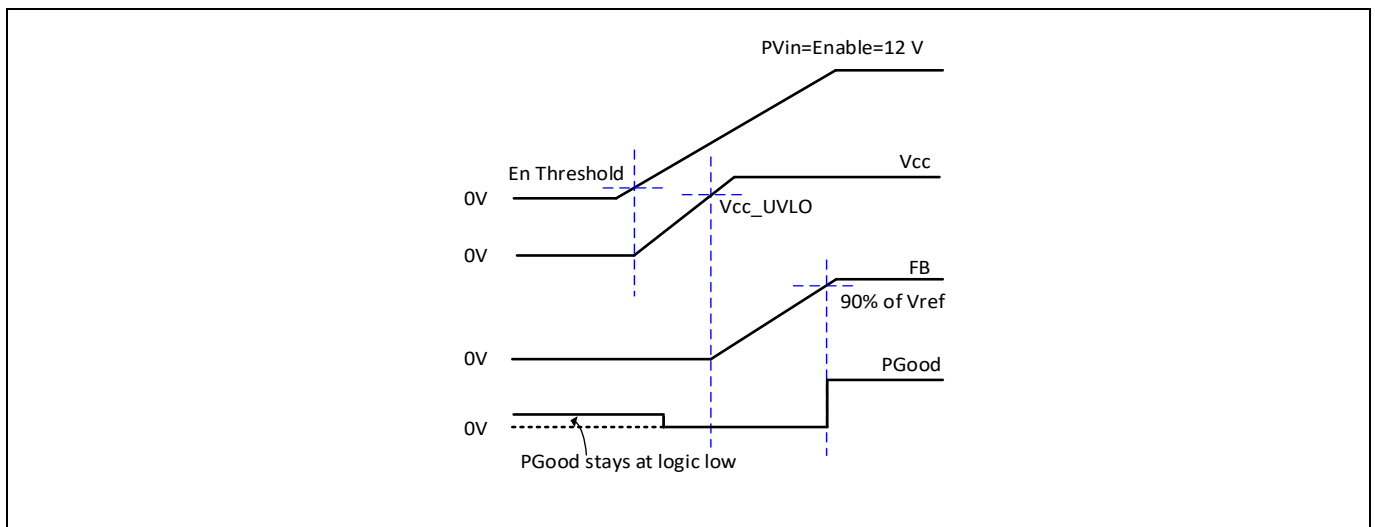 PVin=Enable=12 V
En Threshold
Vcc
0V
Vcc_UVLO
0V
FB
90% of Vref
0V
PGood
0V
PGood stays at logic low